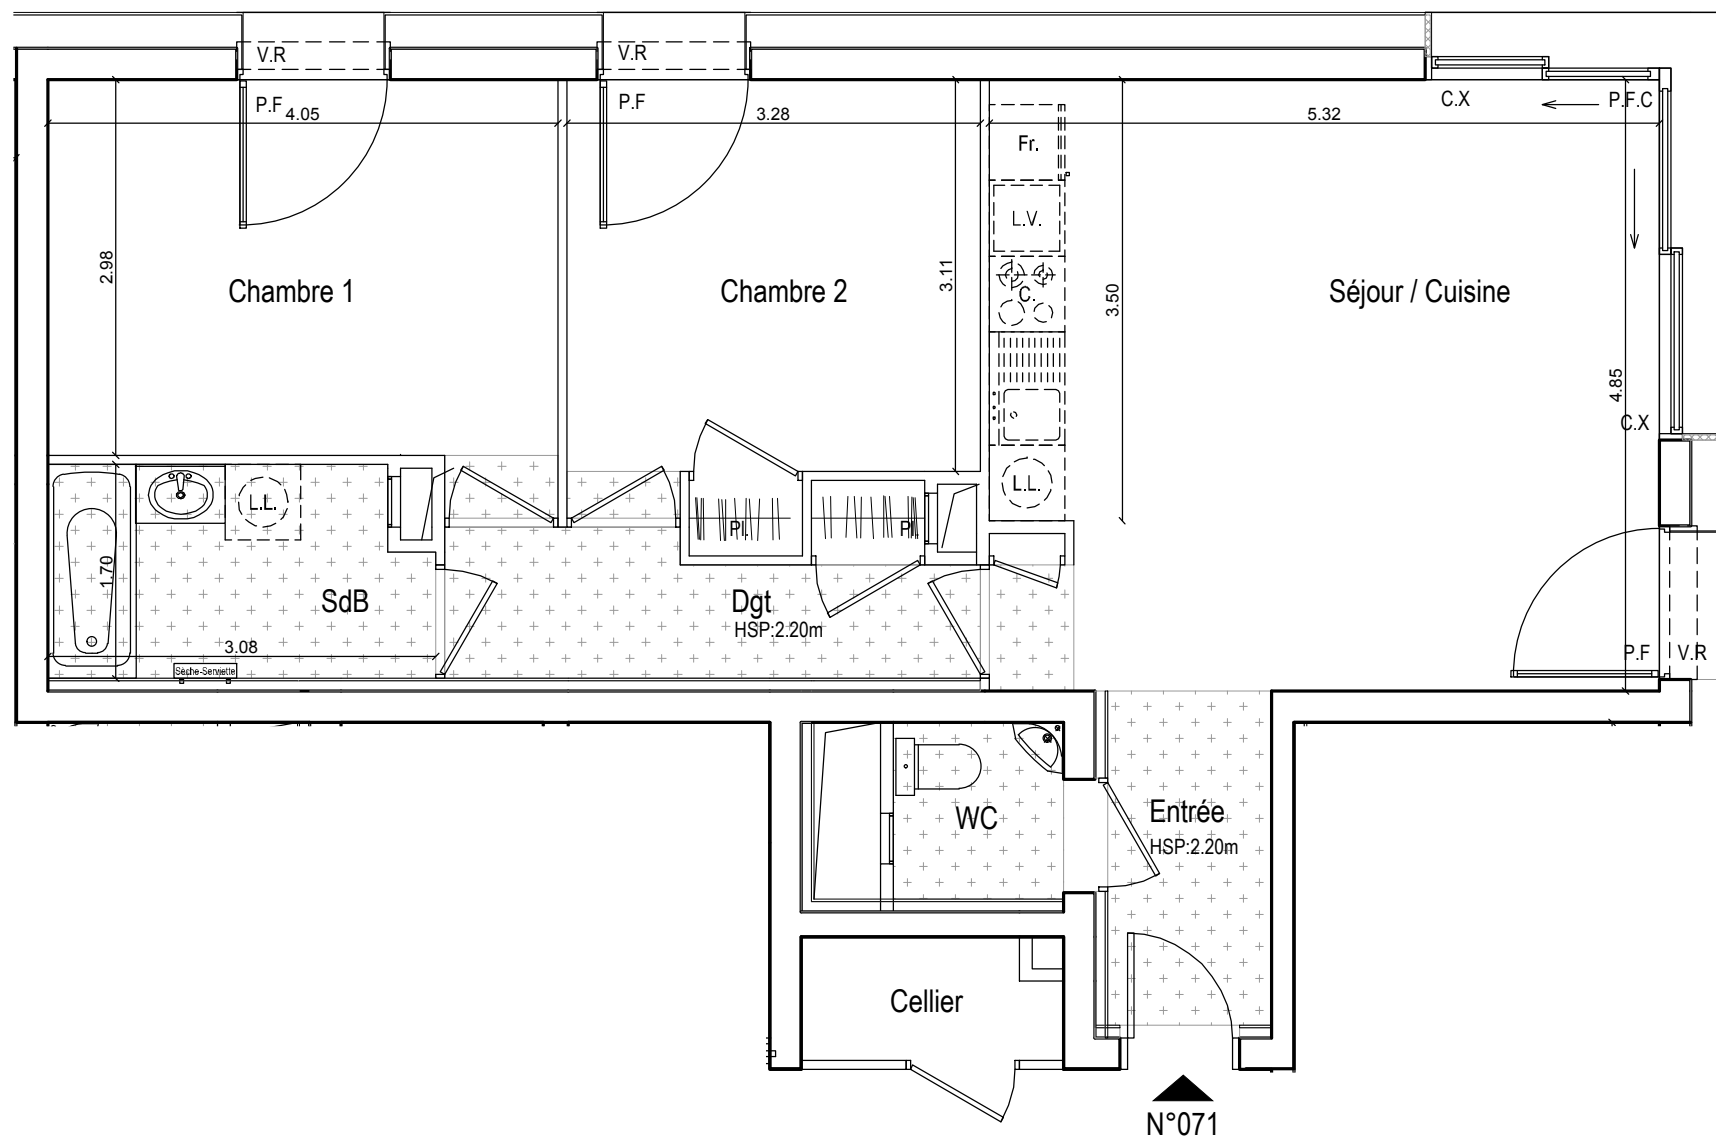 V.R
V.R
P.F
4.05
P.F
3.28
5.32
C.X
P.F.C
Fr.
L.V.
2.98
3.11
3.50
Chambre 1
Chambre 2
C.
Séjour / Cuisine
4.85
C.X
L.L.
L.L.
Pl.
Pl.
1.70
SdB
Dgt
HSP:2.20m
3.08
Sèche-Serviette
P.F
V.R
WC
Entrée
HSP:2.20m
Cellier
N°071